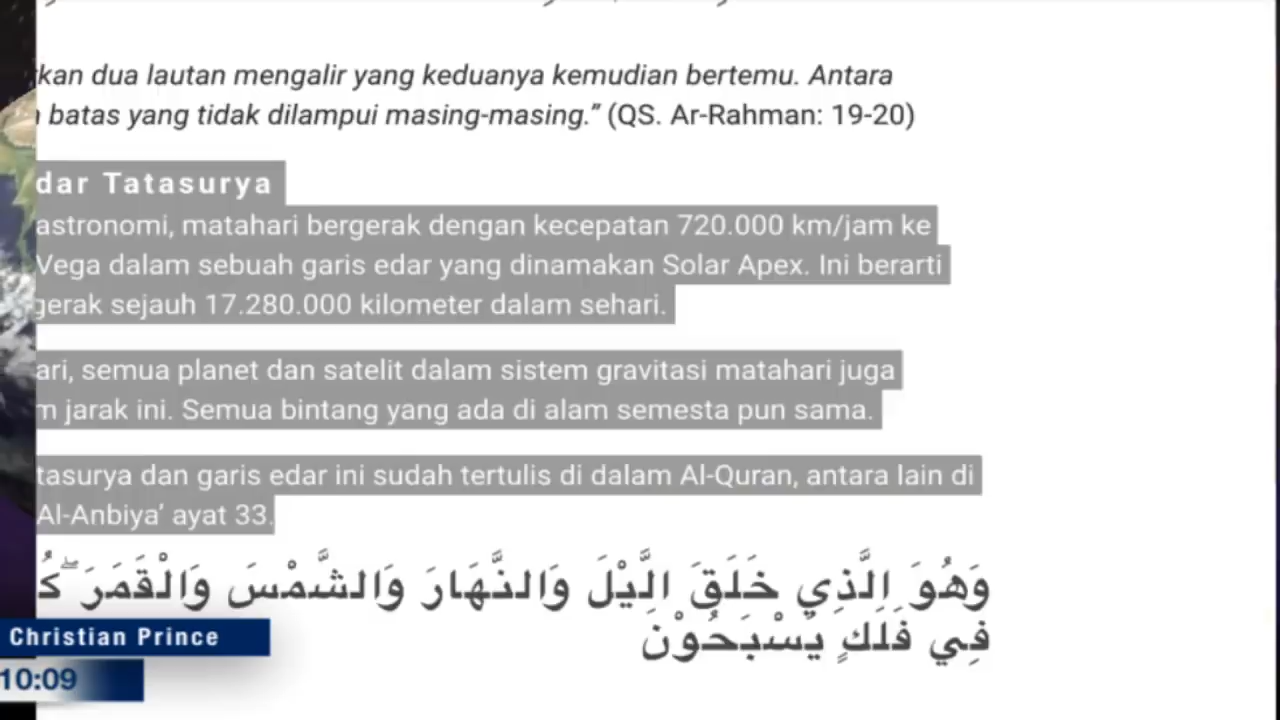 kan dua lautan mengalir yang keduanya kemudian bertemu. Antara
batas yang tidak dilampui masing-masing.” (QS. Ar-Rahman: 19-20)
dar Tatasurya
astronomi, matahari bergerak dengan kecepatan 720.000 km/jam ke
Vega dalam sebuah garis edar yang dinamakan Solar Apex. Ini berarti
gerak sejauh 17.280.000 kilometer dalam sehari.
ari, semua planet dan satelit dalam sistem gravitasi matahari juga
m jarak ini. Semua bintang yang ada di alam semesta pun sama.
tasurya dan garis edar ini sudah tertulis di dalam Al-Quran, antara lain di
Al-Anbiya’ ayat 33.
وَهُوَ الَّذِي خَلَقَ الَّيْلَ وَالنَّهَارَ وَالشَّمْسَ وَالْقَمَرَ ۖ كُ
فِي فَلَكٍ يَسْبَحُوْنَ
Christian Prince
10:09